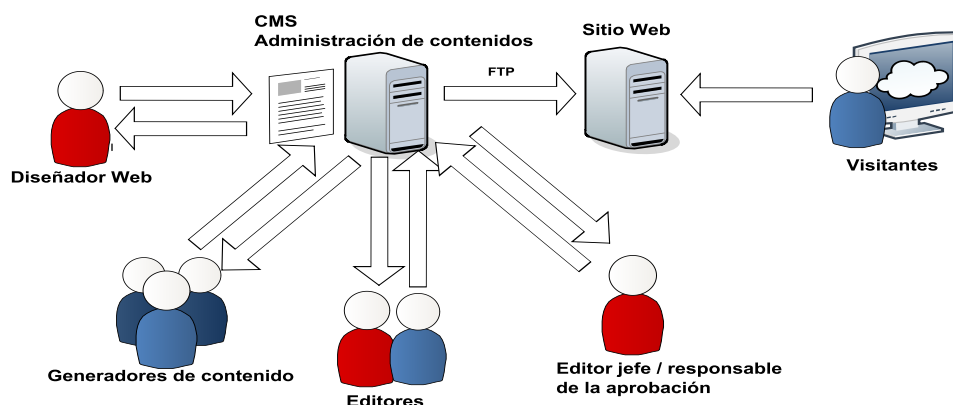 CMS
Administración de contenidos
Sitio Web
FTP
Diseñador Web
Visitantes
Generadores de contenido
Editores
Editor jefe / responsable
de la aprobación